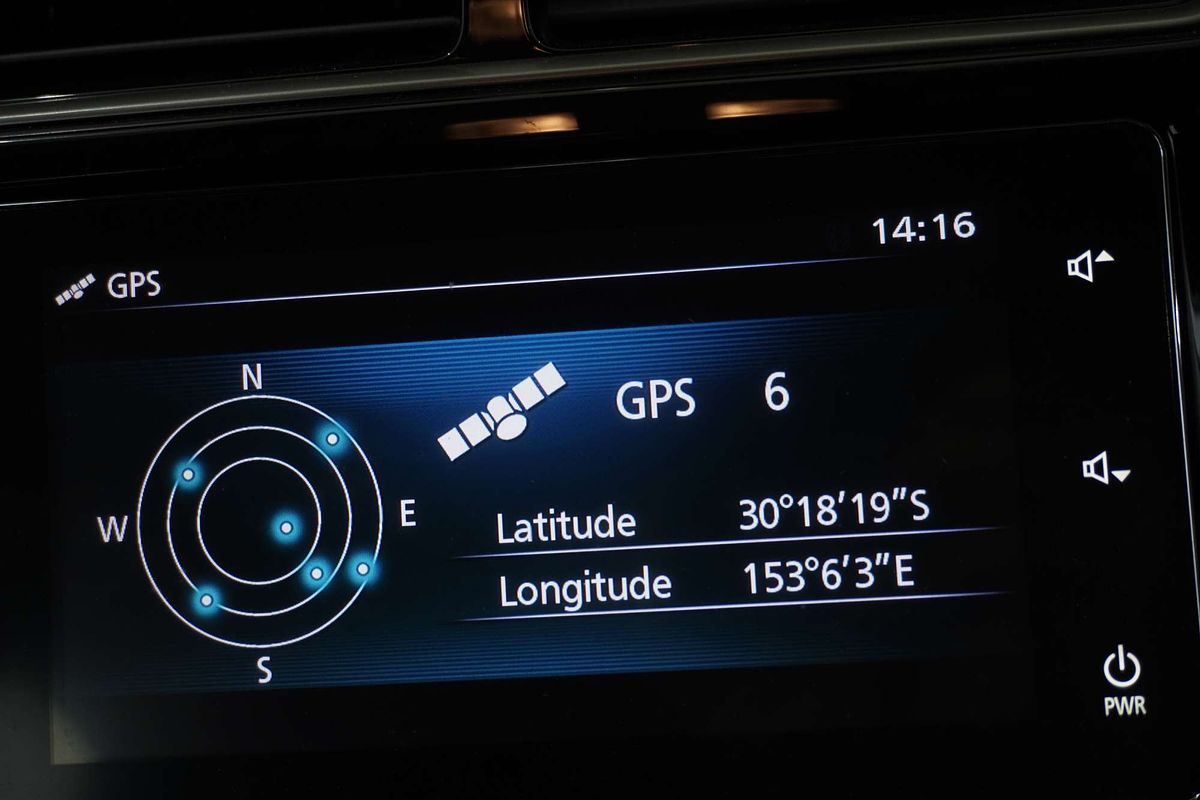 14:16
GPS
N
W
E
S
GPS 6
Latitude 30°18'19"S
Longitude 153°6'3"E
PWR